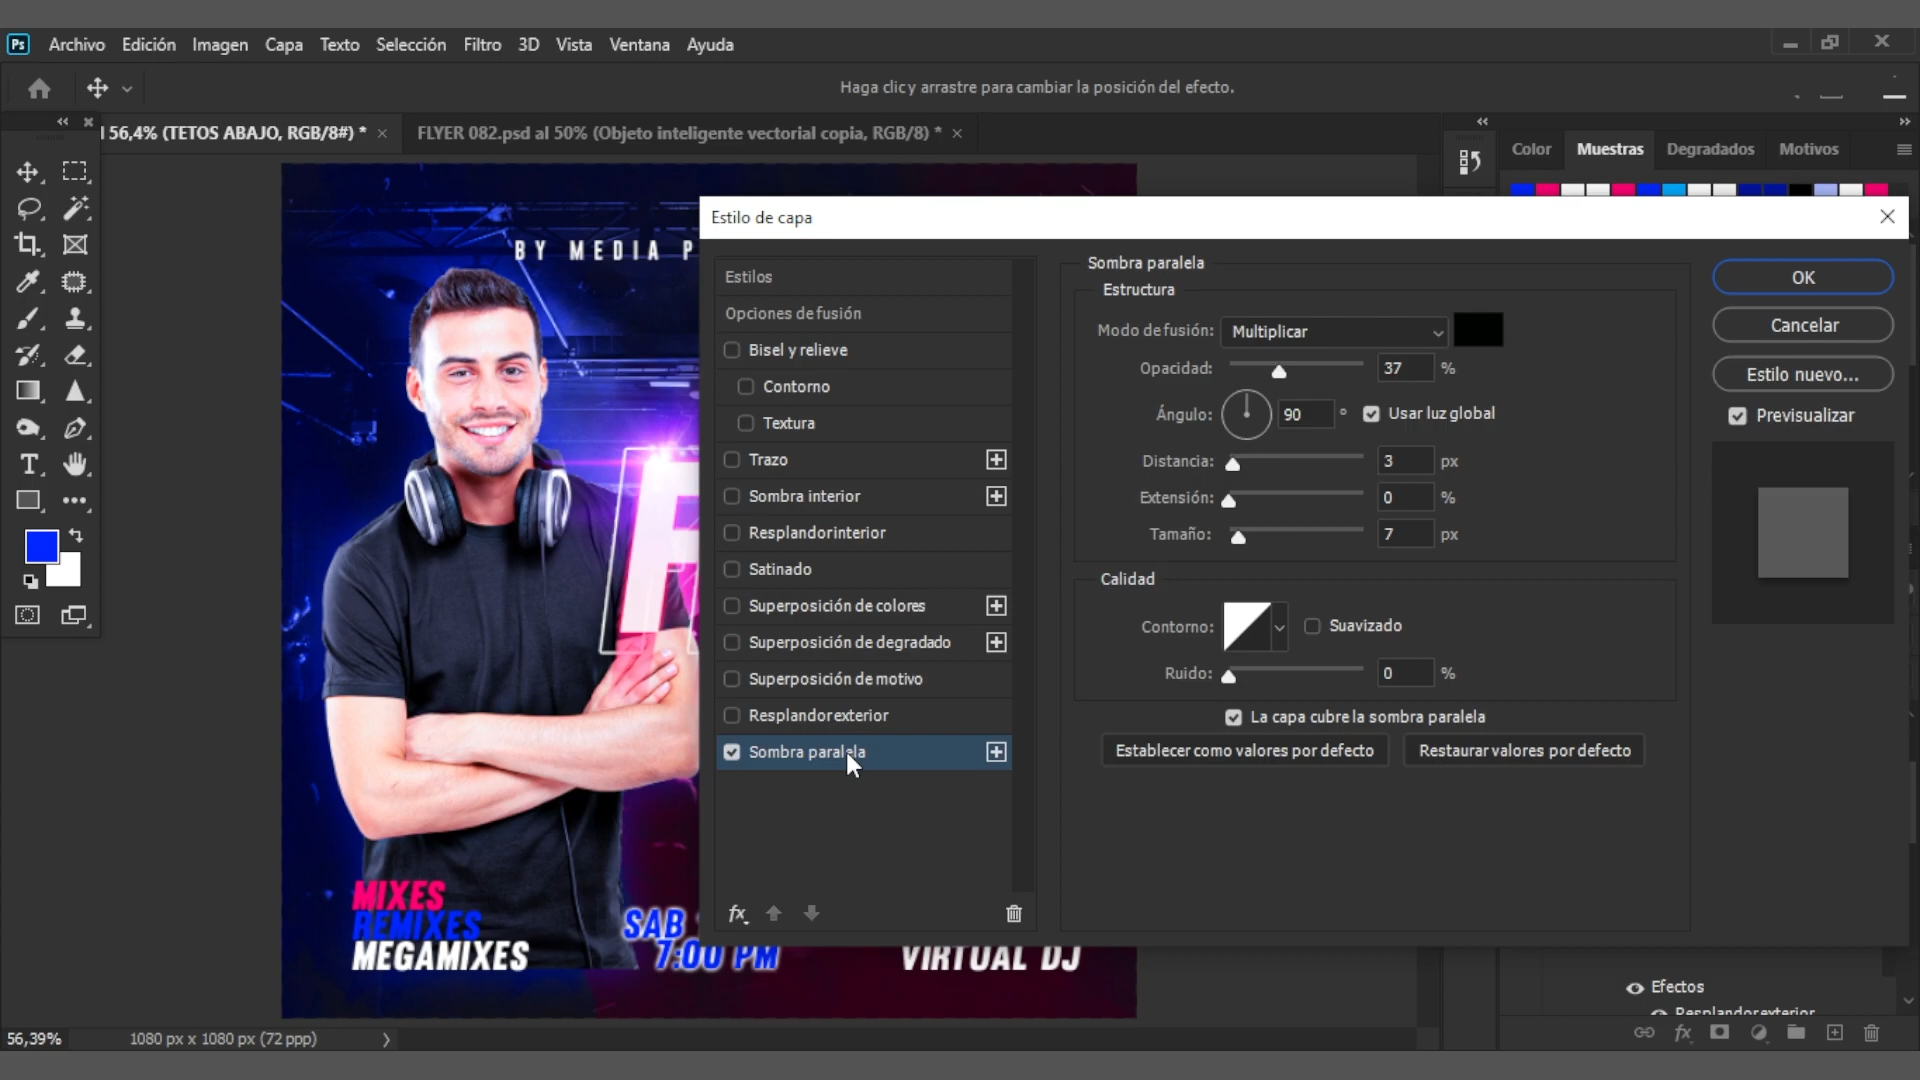 Ps Archivo Edición Imagen Capa Texto Selección Filtro 3D Vista Ventana Ayuda
Haga clic y arrastre para cambiar la posición del efecto.
l 56,4% (TETOS ABAJO, RGB/8#) *
FLYER 082.psd al 50% (Objeto inteligente vectorial copia, RGB/8) *
Color Muestras Degradados Motivos
BY MEDIA P
MIXES
REMIXES
MEGAMIXES
SAB
7:00 PM
VIRTUAL DJ
Estilo de capa
Estilos
Opciones de fusión
Bisel y relieve
Contorno
Textura
Trazo
Sombra interior
Resplandor interior
Satinado
Superposición de colores
Superposición de degradado
Superposición de motivo
Resplandor exterior
Sombra paralela
fx
Sombra paralela
Estructura
Modo de fusión: Multiplicar
Opacidad: 37 %
Ángulo: 90 ° Usar luz global
Distancia: 3 px
Extensión: 0 %
Tamaño: 7 px
Calidad
Contorno: Suavizado
Ruido: 0 %
La capa cubre la sombra paralela
Establecer como valores por defecto Restaurar valores por defecto
OK
Cancelar
Estilo nuevo...
Previsualizar
Efectos
Resplandor exterior
fx
56,39% 1080 px x 1080 px (72 ppp)